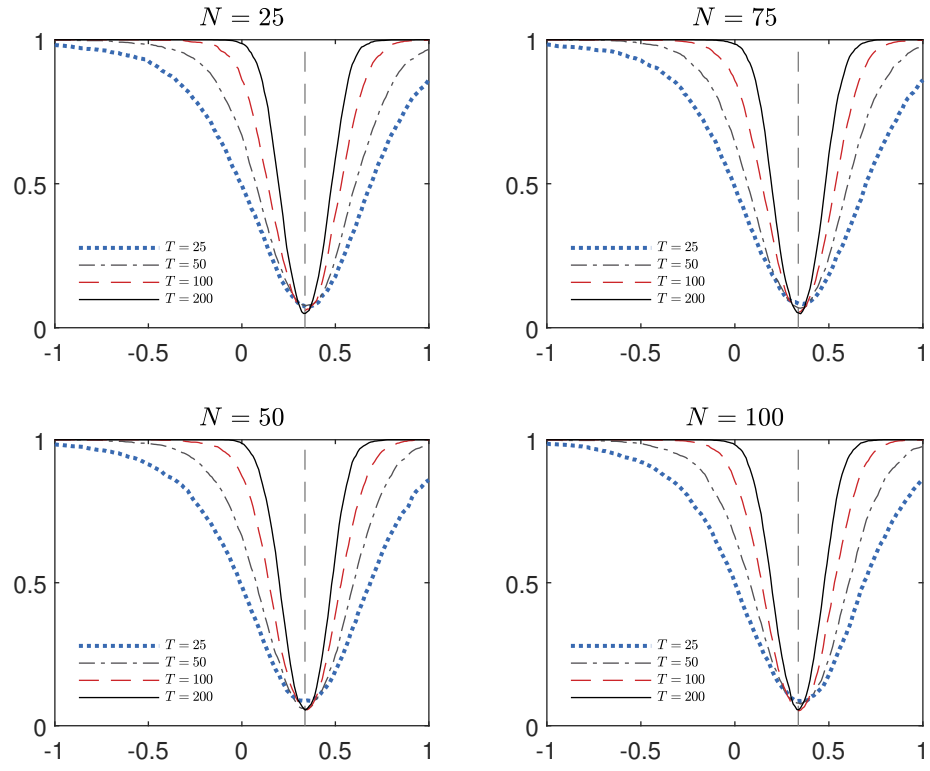 N = 25
1
0.5
0
T = 25
T = 50
T = 100
T = 200
-1 -0.5 0 0.5 1
N = 75
1
0.5
0
T = 25
T = 50
T = 100
T = 200
-1 -0.5 0 0.5 1
N = 50
1
0.5
0
T = 25
T = 50
T = 100
T = 200
-1 -0.5 0 0.5 1
N = 100
1
0.5
0
T = 25
T = 50
T = 100
T = 200
-1 -0.5 0 0.5 1